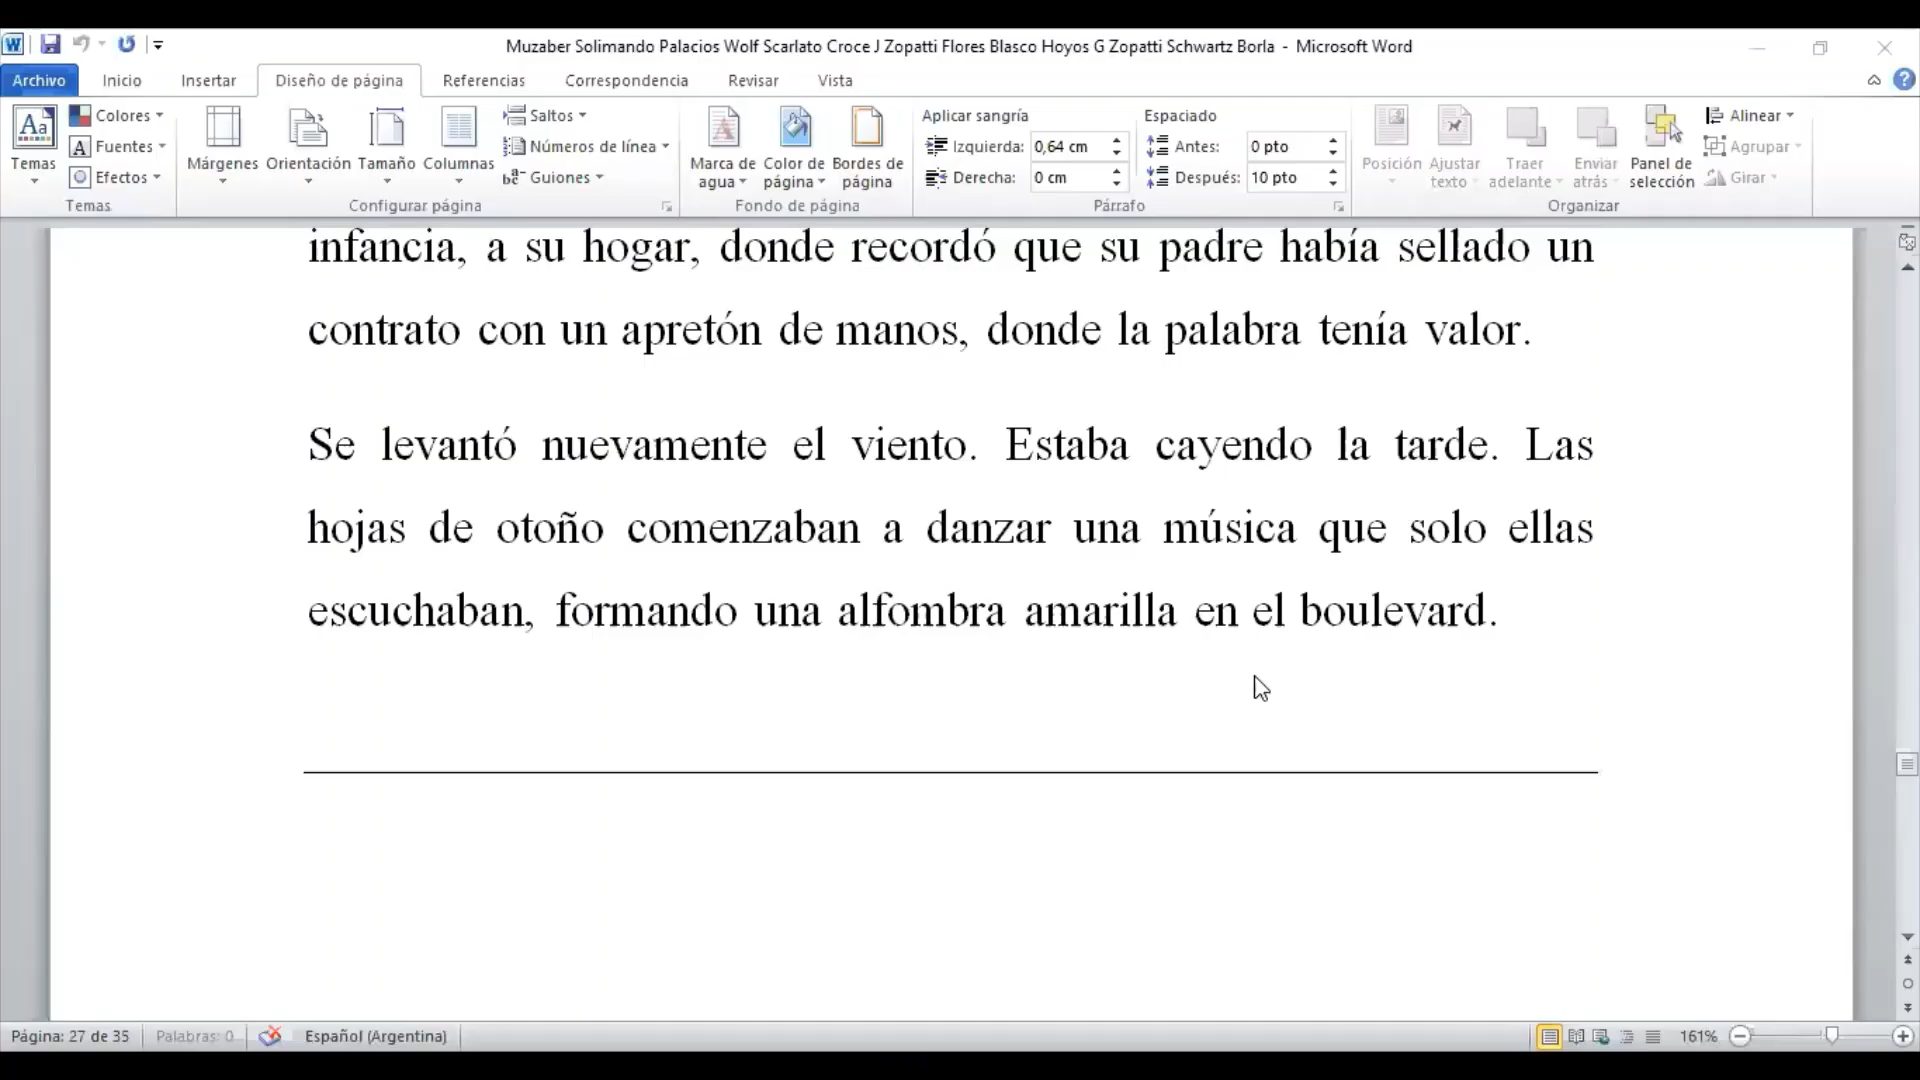 Muzaber Solimando Palacios Wolf Scarlato Croce J Zopatti Flores Blasco Hoyos G Zopatti Schwartz Borla - Microsoft Word
Archivo Inicio Insertar Diseño de página Referencias Correspondencia Revisar Vista
Temas
Colores
Fuentes
Efectos
Temas
Márgenes Orientación Tamaño Columnas
Saltos
Números de línea
Guiones
Configurar página
Marca de agua
Color de página
Bordes de página
Fondo de página
Aplicar sangría
Izquierda: 0,64 cm
Derecha: 0 cm
Espaciado
Antes: 0 pto
Después: 10 pto
Párrafo
Posición
Ajustar texto
Traer adelante
Enviar atrás
Panel de selección
Alinear
Agrupar
Girar
Organizar
infancia, a su hogar, donde recordó que su padre había sellado un
contrato con un apretón de manos, donde la palabra tenía valor.
Se levantó nuevamente el viento. Estaba cayendo la tarde. Las
hojas de otoño comenzaban a danzar una música que solo ellas
escuchaban, formando una alfombra amarilla en el boulevard.
Página: 27 de 35 Palabras: 0 Español (Argentina) 161%